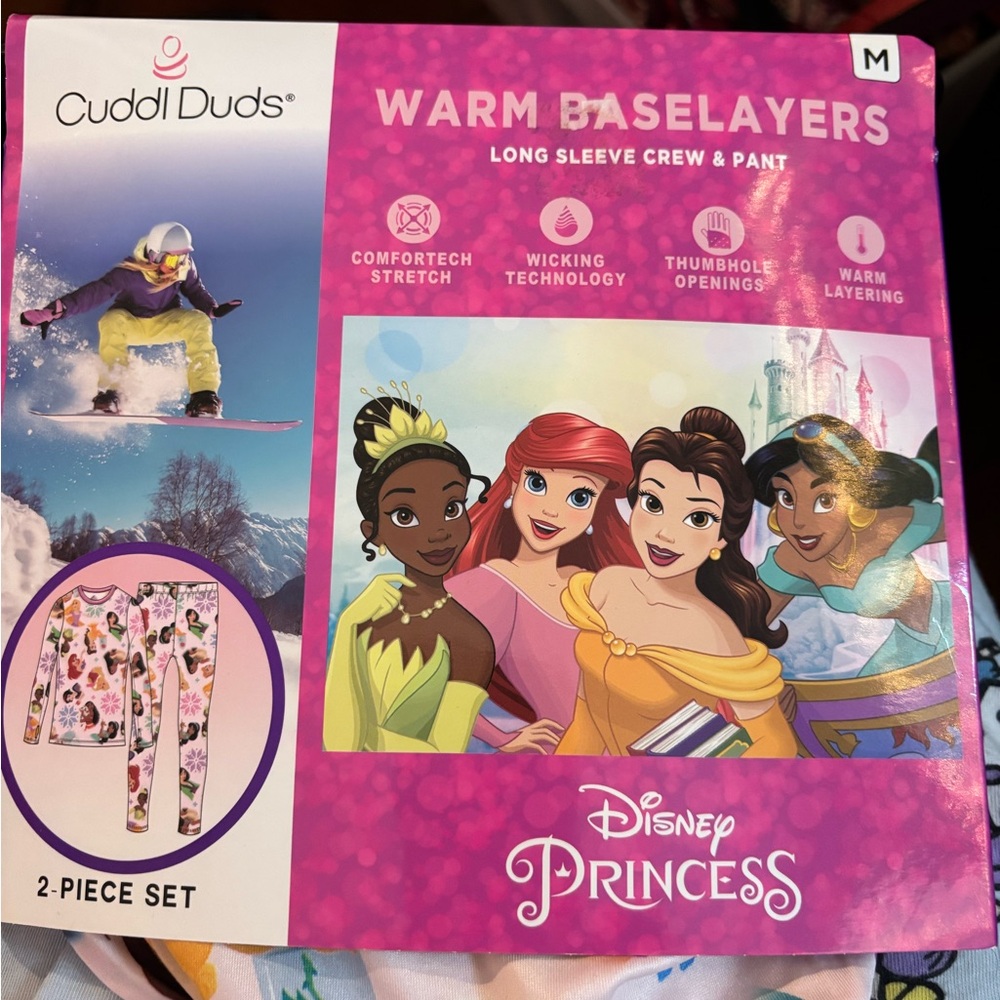 Cuddl Duds®
M
WARM BASELAYERS
LONG SLEEVE CREW & PANT
COMFORTECH
STRETCH
WICKING
TECHNOLOGY
THUMBHOLE
OPENINGS
WARM
LAYERING
2-PIECE SET
Disney
PRINCESS